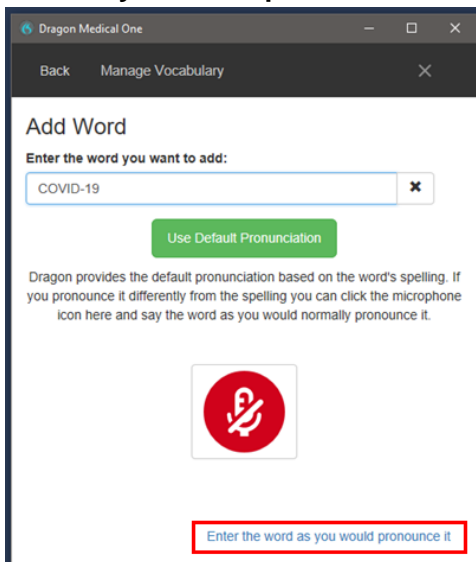 Dragon Medical One
Back Manage Vocabulary
Add Word
Enter the word you want to add:
COVID-19
Use Default Pronunciation
Dragon provides the default pronunciation based on the word's spelling. If
you pronounce it differently from the spelling you can click the microphone
icon here and say the word as you would normally pronounce it.
Enter the word as you would pronounce it